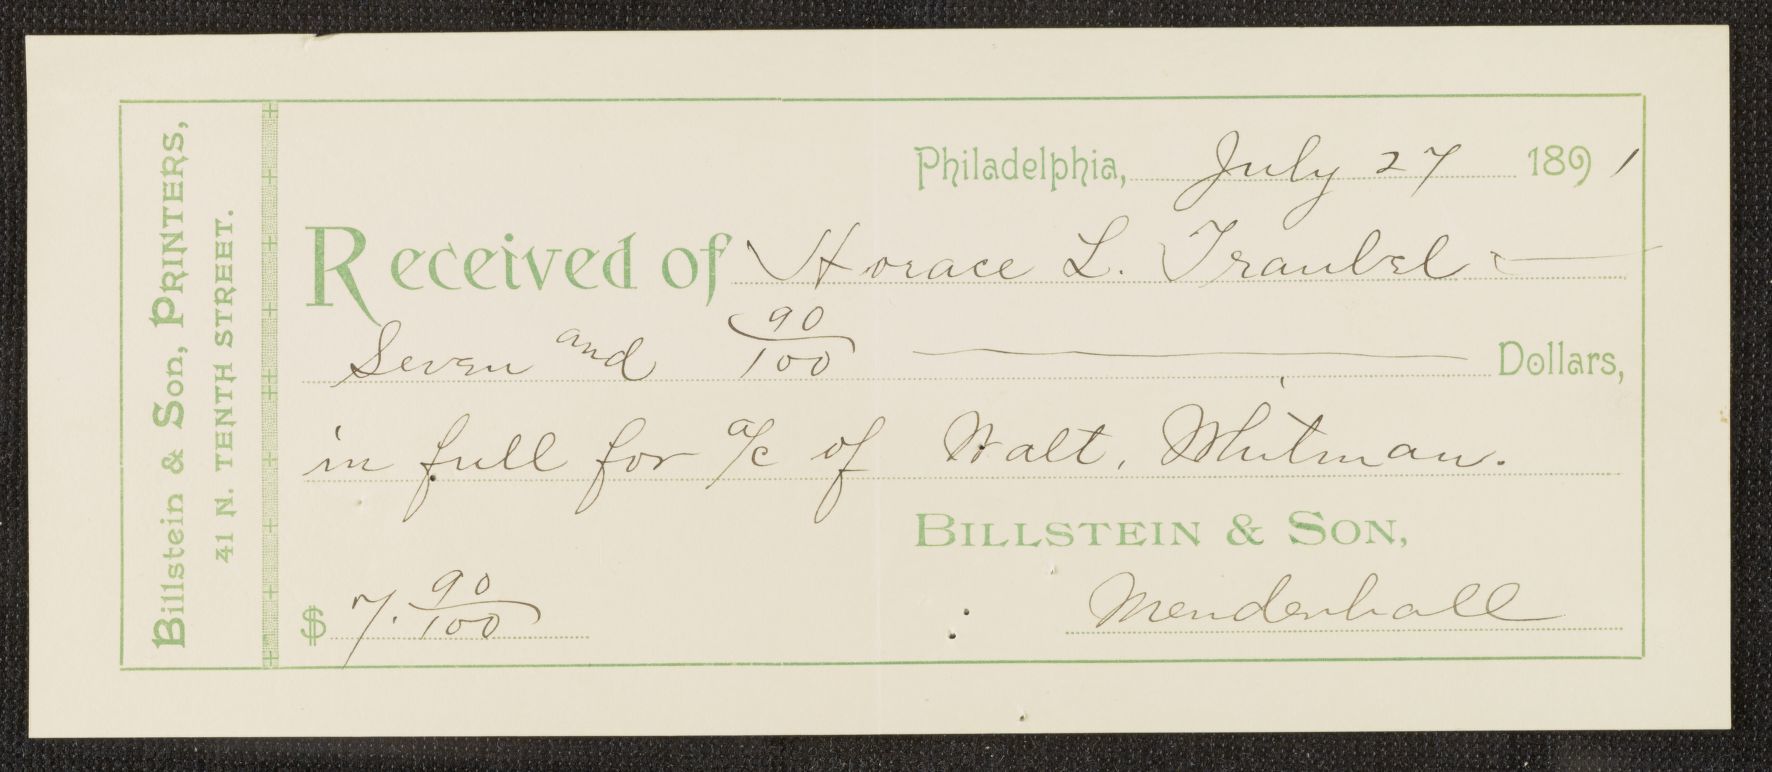 Billstein & Son, Printers,
41 N. Tenth Street.
Philadelphia, July 27 1891
Received of Horace L. Traubel
Seven and 90/100 Dollars,
in full for a/c of Walt. Whitman.
Billstein & Son,
$ 7. 90/100 Mendenhall